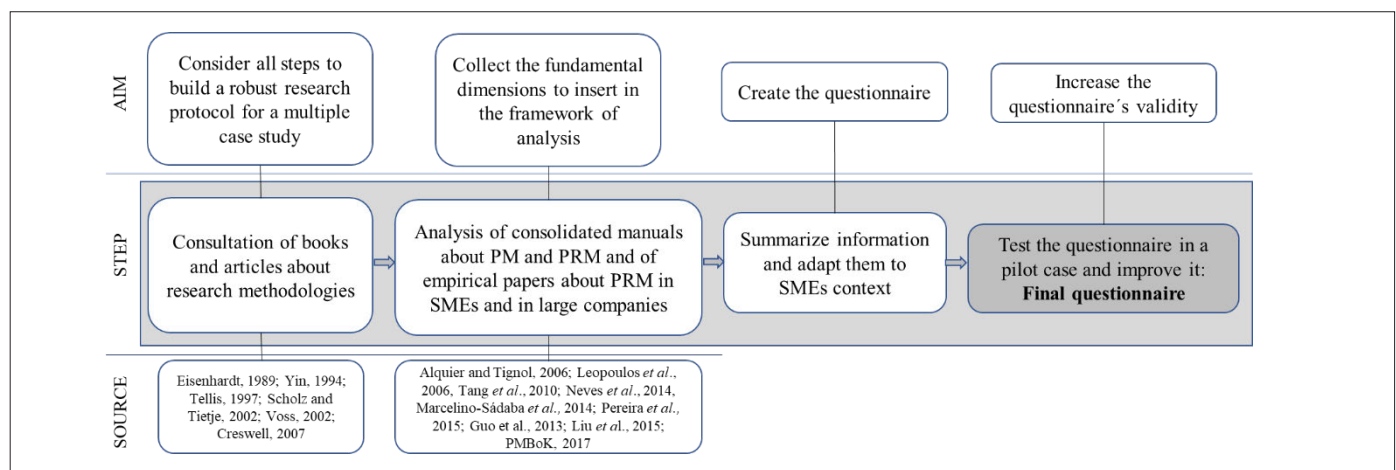 AIM
Consider all steps to
build a robust research
protocol for a multiple
case study
Collect the fundamental
dimensions to insert in
the framework of
analysis
Create the questionnaire
Increase the
questionnaire´s validity
STEP
Consultation of books
and articles about
research methodologies
Analysis of consolidated manuals
about PM and PRM and of
empirical papers about PRM in
SMEs and in large companies
Summarize information
and adapt them to
SMEs context
Test the questionnaire in a
pilot case and improve it:
Final questionnaire
SOURCE
Eisenhardt, 1989; Yin, 1994;
Tellis, 1997; Scholz and
Tietje, 2002; Voss, 2002;
Creswell, 2007
Alquier and Tignol, 2006; Leopoulos et al.,
2006, Tang et al., 2010; Neves et al., 2014,
Marcelino-Sádaba et al., 2014; Pereira et al.,
2015; Guo et al., 2013; Liu et al., 2015;
PMBoK, 2017